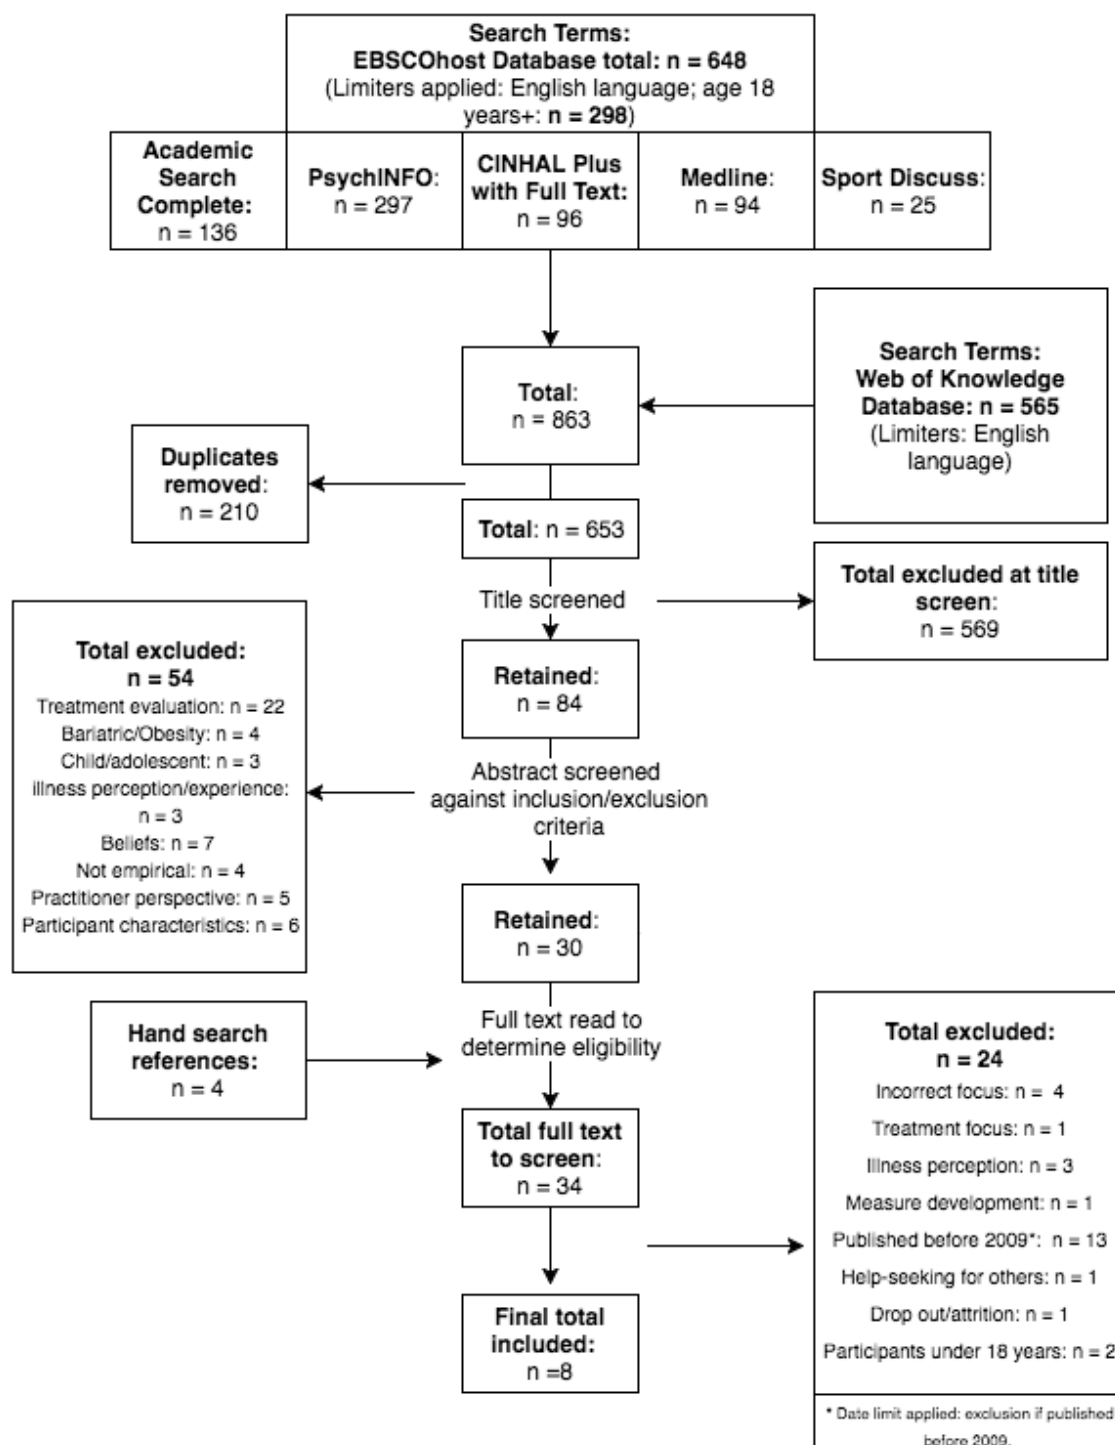 Search Terms:
EBSCOhost Database total: n = 648
(Limiters applied: English language; age 18
years+: n = 298)
Academic
Search
Complete:
n = 136
PsychINFO:
n = 297
CINHAL Plus
with Full Text:
n = 96
Medline:
n = 94
Sport Discuss:
n = 25
Search Terms:
Web of Knowledge
Database: n = 565
(Limiters: English
language)
Total:
n = 863
Duplicates
removed:
n = 210
Total: n = 653
Title screened
Total excluded at title
screen:
n = 569
Retained:
n = 84
Total excluded:
n = 54
Treatment evaluation: n = 22
Bariatric/Obesity: n = 4
Child/adolescent: n = 3
illness perception/experience:
n = 3
Beliefs: n = 7
Not empirical: n = 4
Practitioner perspective: n = 5
Participant characteristics: n = 6
Abstract screened
against inclusion/exclusion
criteria
Retained:
n = 30
Hand search
references:
n = 4
Full text read to
determine eligibility
Total full text
to screen:
n = 34
Total excluded:
n = 24
Incorrect focus: n = 4
Treatment focus: n = 1
Illness perception: n = 3
Measure development: n = 1
Published before 2009*: n = 13
Help-seeking for others: n = 1
Drop out/attrition: n = 1
Participants under 18 years: n = 2
* Date limit applied: exclusion if published
before 2009.
Final total
included:
n =8